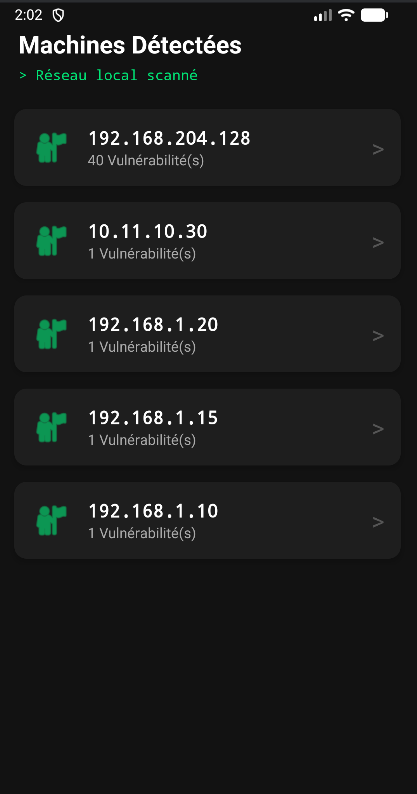 2:02
Machines Détectées
> Réseau local scanné
192.168.204.128
40 Vulnérabilité(s)
>
10.11.10.30
1 Vulnérabilité(s)
>
192.168.1.20
1 Vulnérabilité(s)
>
192.168.1.15
1 Vulnérabilité(s)
>
192.168.1.10
1 Vulnérabilité(s)
>